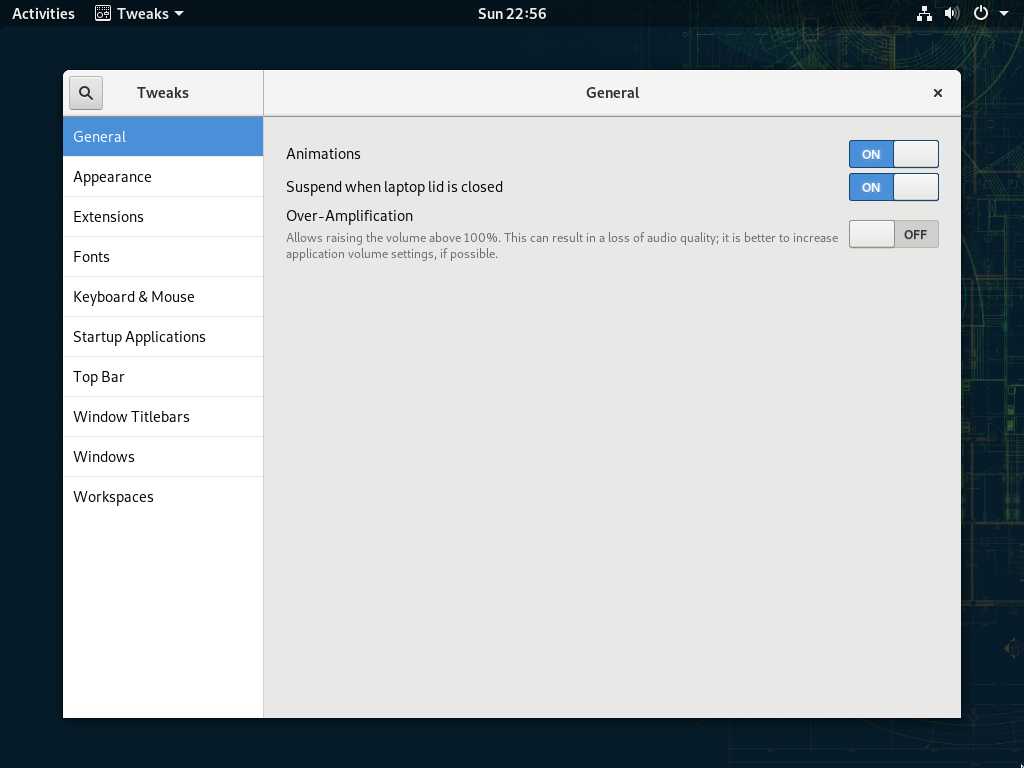 Activities Tweaks Sun 22:56
Tweaks General
General
Appearance
Extensions
Fonts
Keyboard & Mouse
Startup Applications
Top Bar
Window Titlebars
Windows
Workspaces
Animations ON
Suspend when laptop lid is closed ON
Over-Amplification
Allows raising the volume above 100%. This can result in a loss of audio quality; it is better to increase
application volume settings, if possible.
OFF